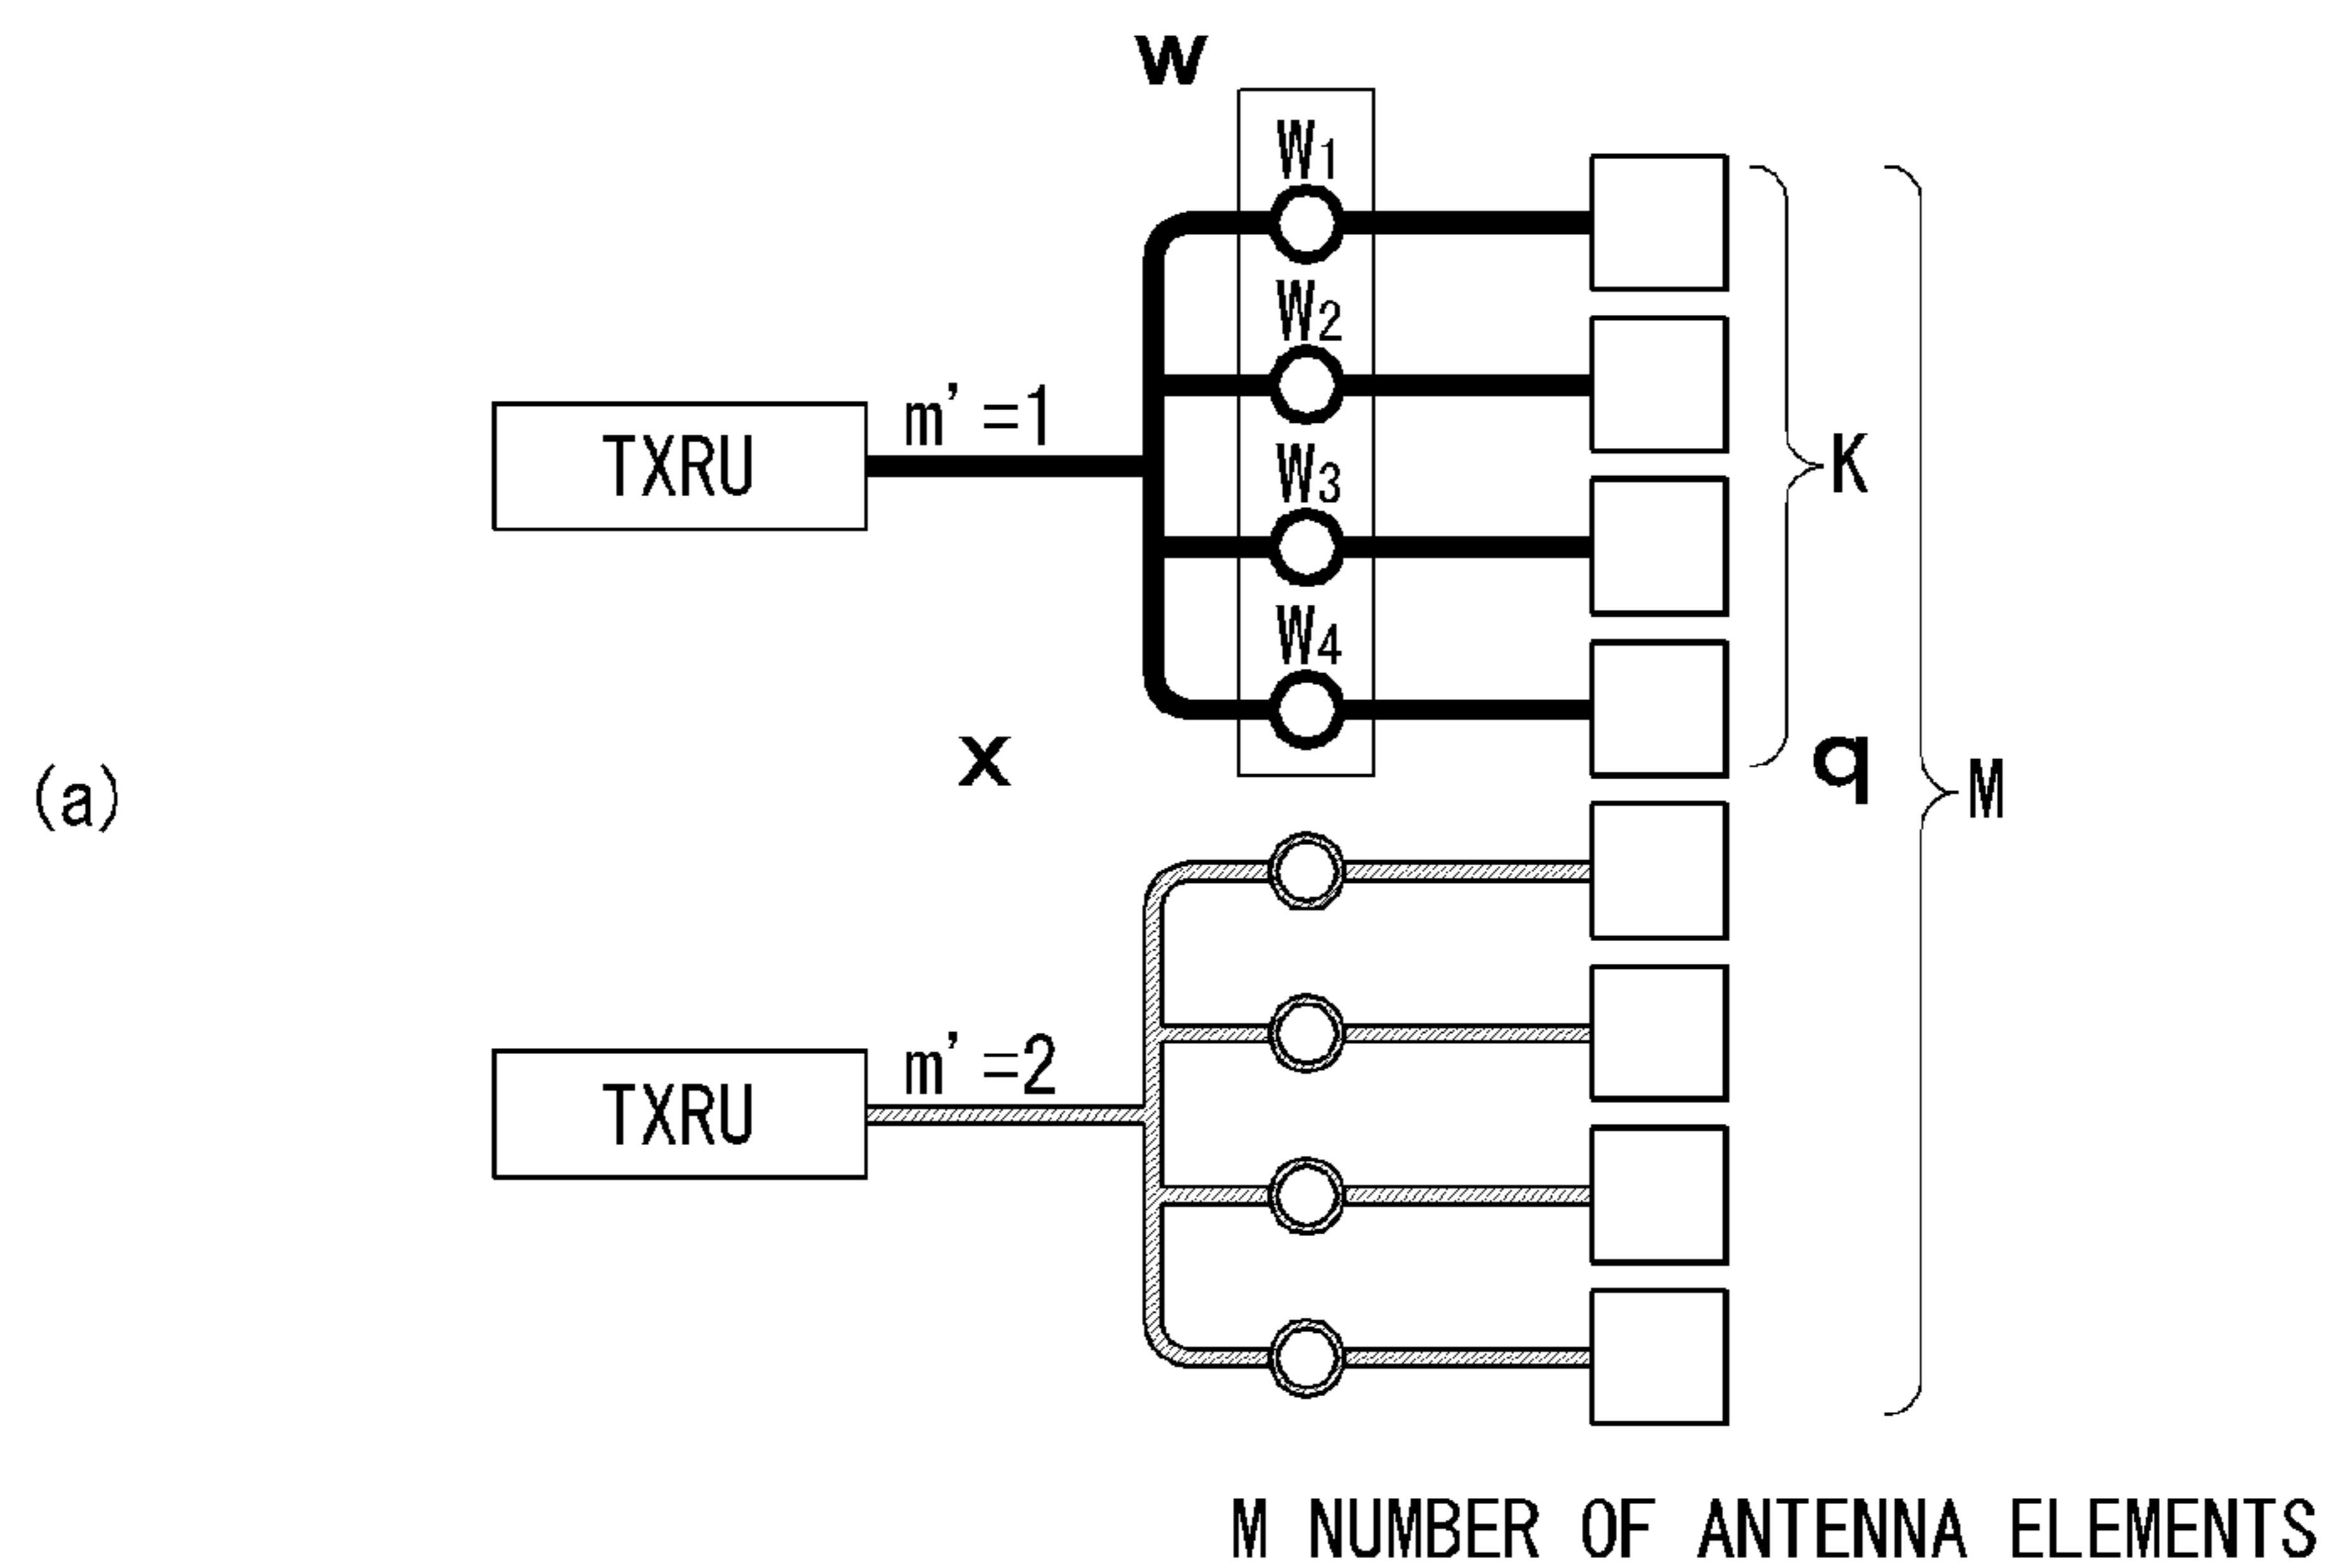 w
W1
W2
m'=1
TXRU
K
W3
W4
x
q
(a)
M
m'=2
TXRU
M NUMBER OF ANTENNA ELEMENTS